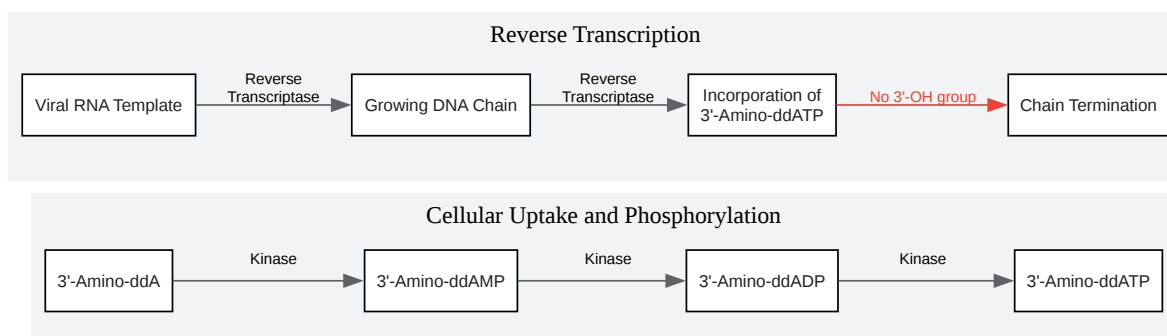 Reverse Transcription
Viral RNA Template
Reverse
Transcriptase
Growing DNA Chain
Reverse
Transcriptase
Incorporation of
3'-Amino-ddATP
No 3'-OH group
Chain Termination
Cellular Uptake and Phosphorylation
3'-Amino-ddA
Kinase
3'-Amino-ddAMP
Kinase
3'-Amino-ddADP
Kinase
3'-Amino-ddATP